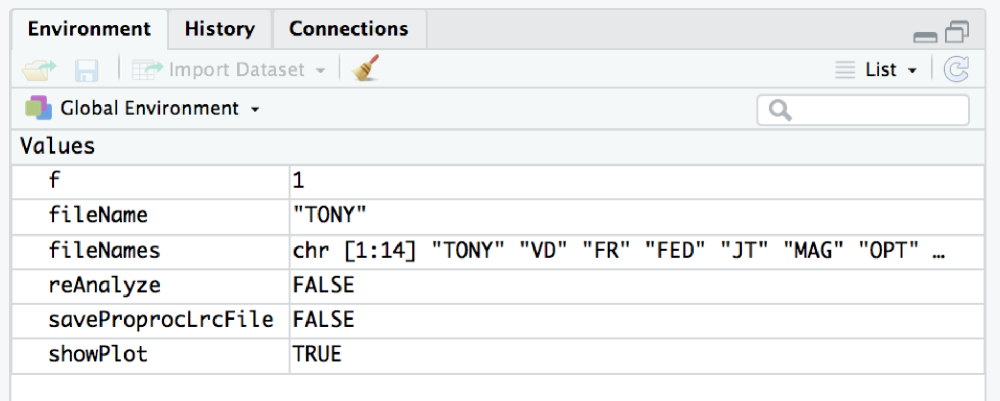 Environment History Connections
Import Dataset List
Global Environment
Values
f 1
fileName "TONY"
fileNames chr [1:14] "TONY" "VD" "FR" "FED" "JT" "MAG" "OPT" …
reAnalyze FALSE
saveProprocLrcFile FALSE
showPlot TRUE